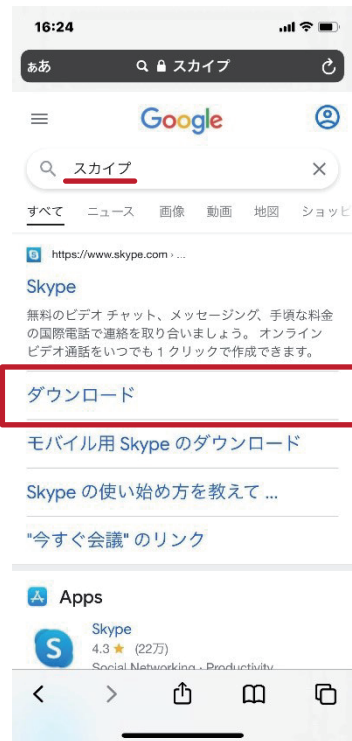 16:24
ああ
スカイプ
Google
スカイプ
すべて ニュース 画像 動画 地図 ショッピ
https://www.skype.com › ...
Skype
無料のビデオ チャット、メッセージング、手頃な料金
の国際電話で連絡を取り合いましょう。 オンライン
ビデオ通話をいつでも 1 クリックで作成できます。
ダウンロード
モバイル用 Skype のダウンロード
Skype の使い始め方を教えて ...
"今すぐ会議" のリンク
Apps
Skype
4.3 ★ (22万)
Social Networking · Productivity